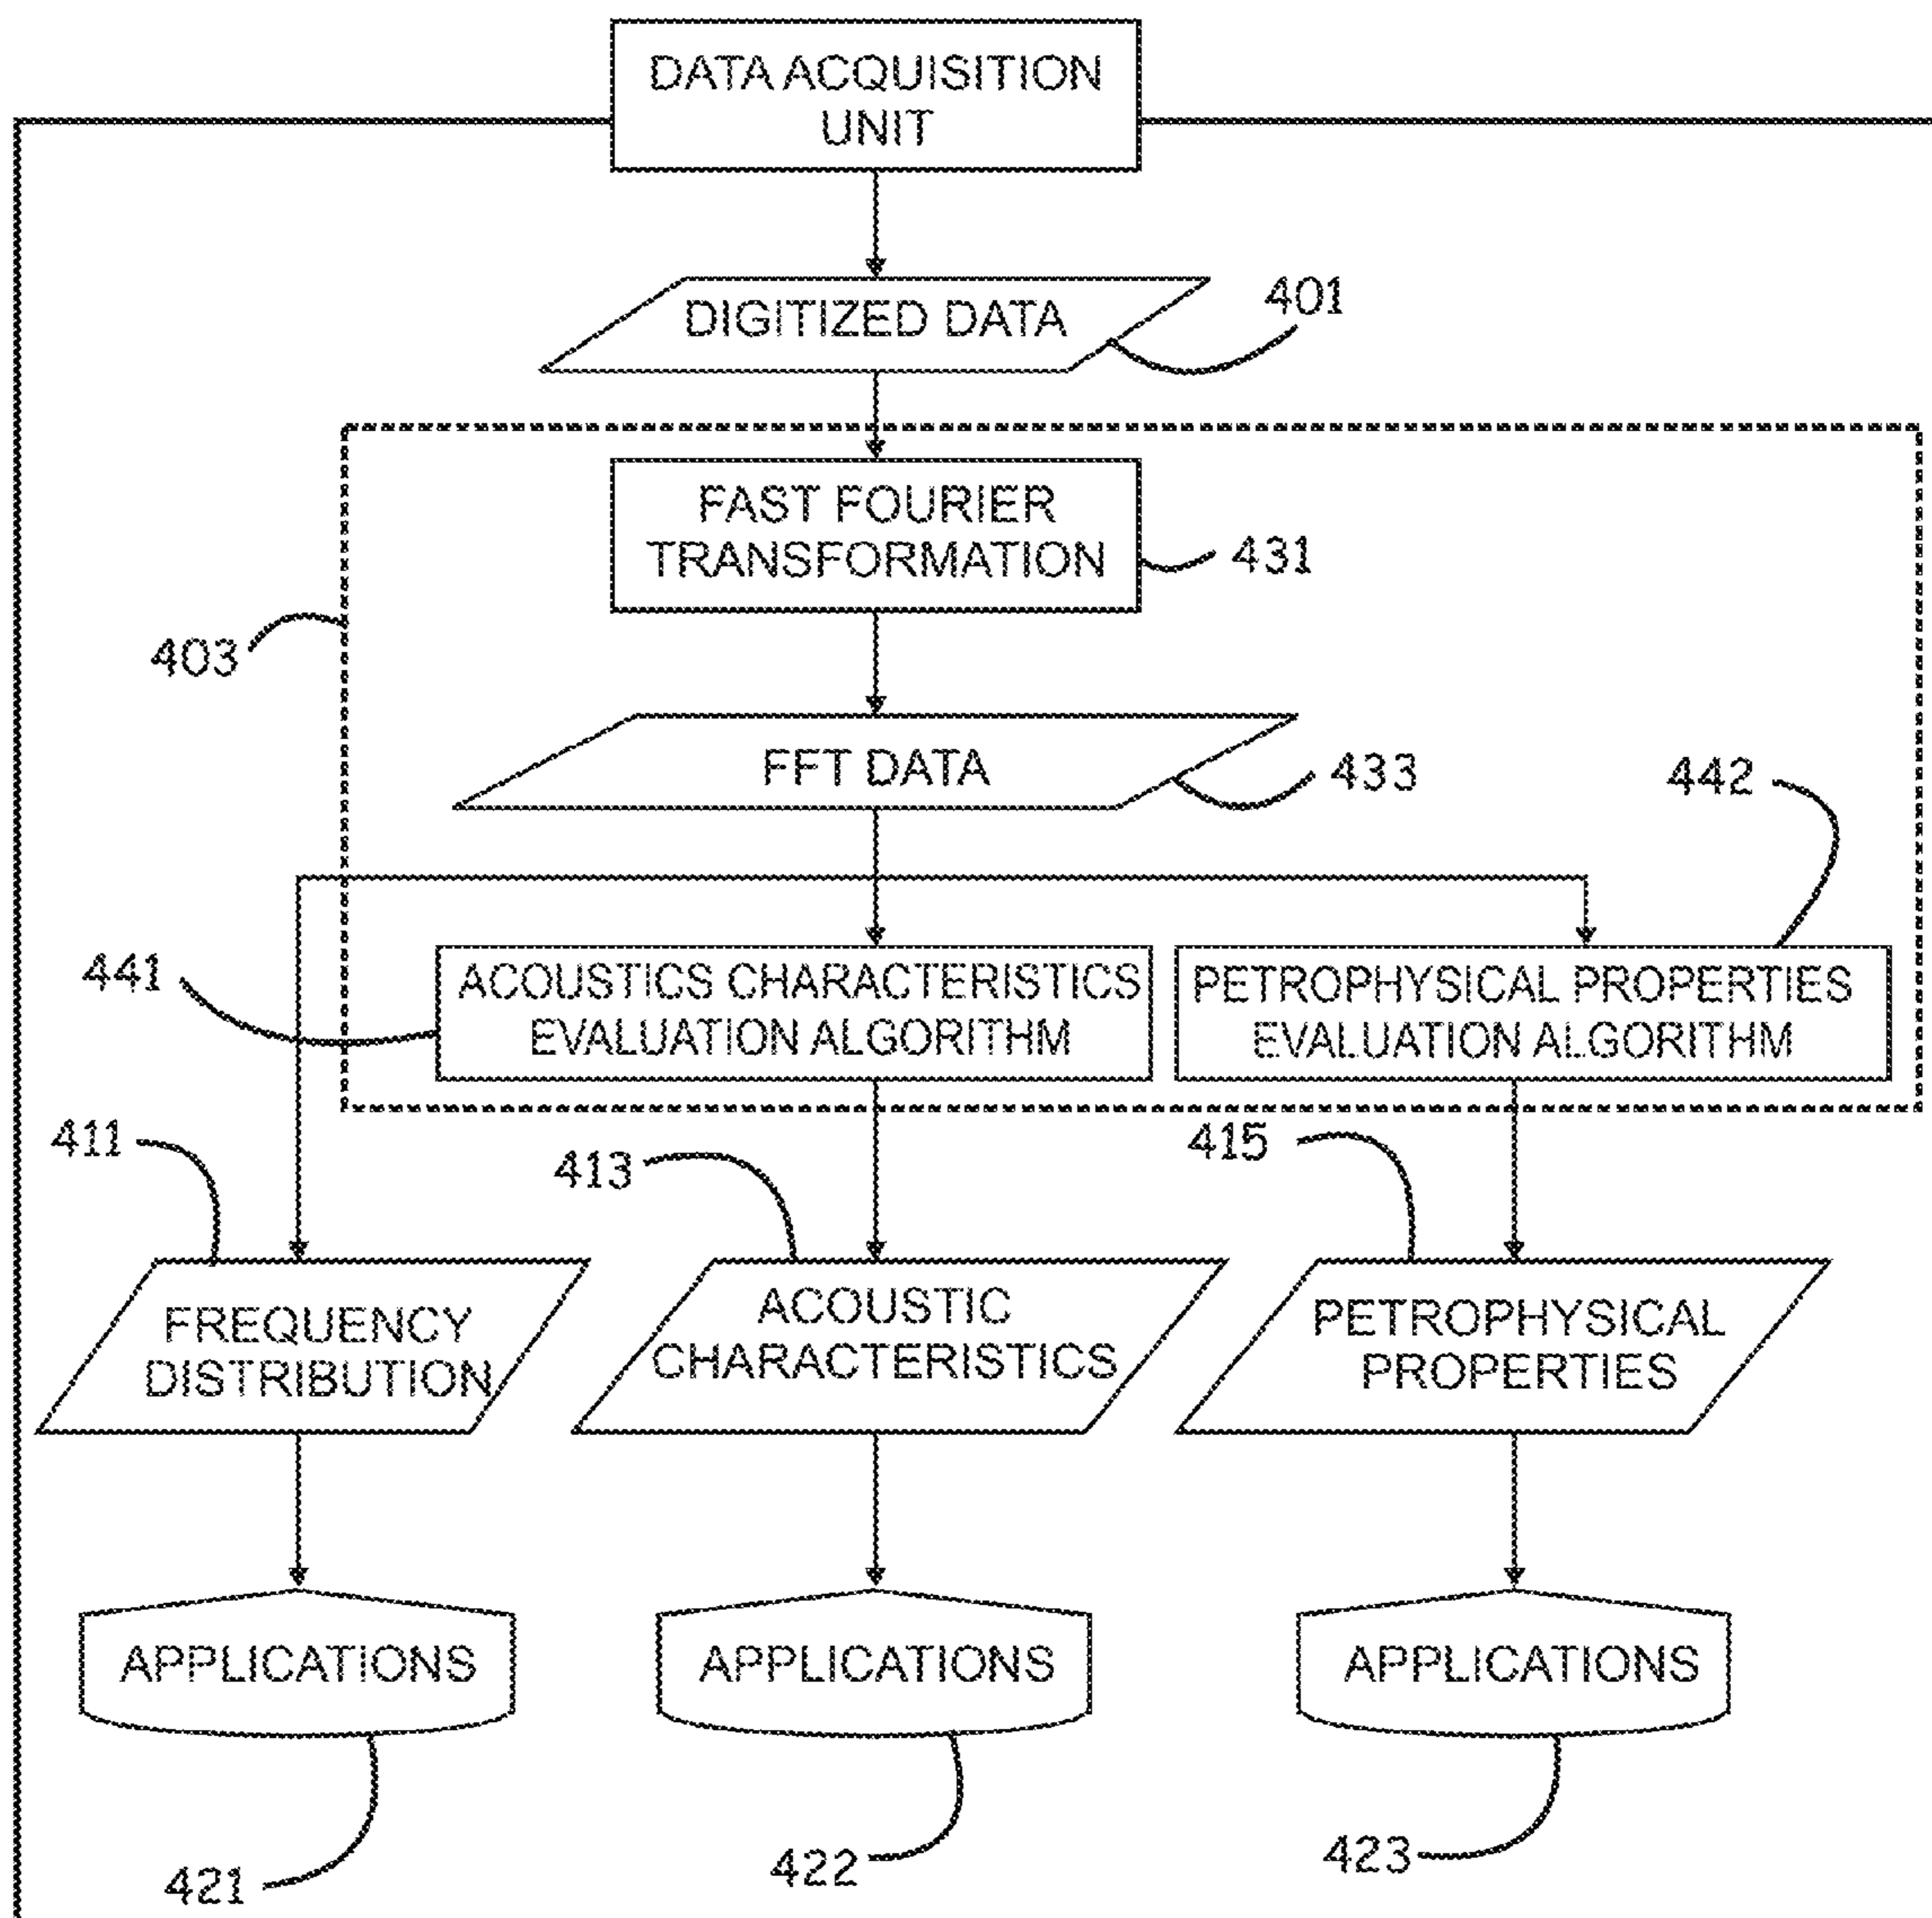 DATA ACQUISITION
UNIT
DIGITIZED DATA
401
FAST FOURIER
TRANSFORMATION
431
403
FFT DATA
433
442
441
ACOUSTICS CHARACTERISTICS
EVALUATION ALGORITHM
PETROPHYSICAL PROPERTIES
EVALUATION ALGORITHM
411
413
415
FREQUENCY
DISTRIBUTION
ACOUSTIC
CHARACTERISTICS
PETROPHYSICAL
PROPERTIES
APPLICATIONS
APPLICATIONS
APPLICATIONS
421
422
423